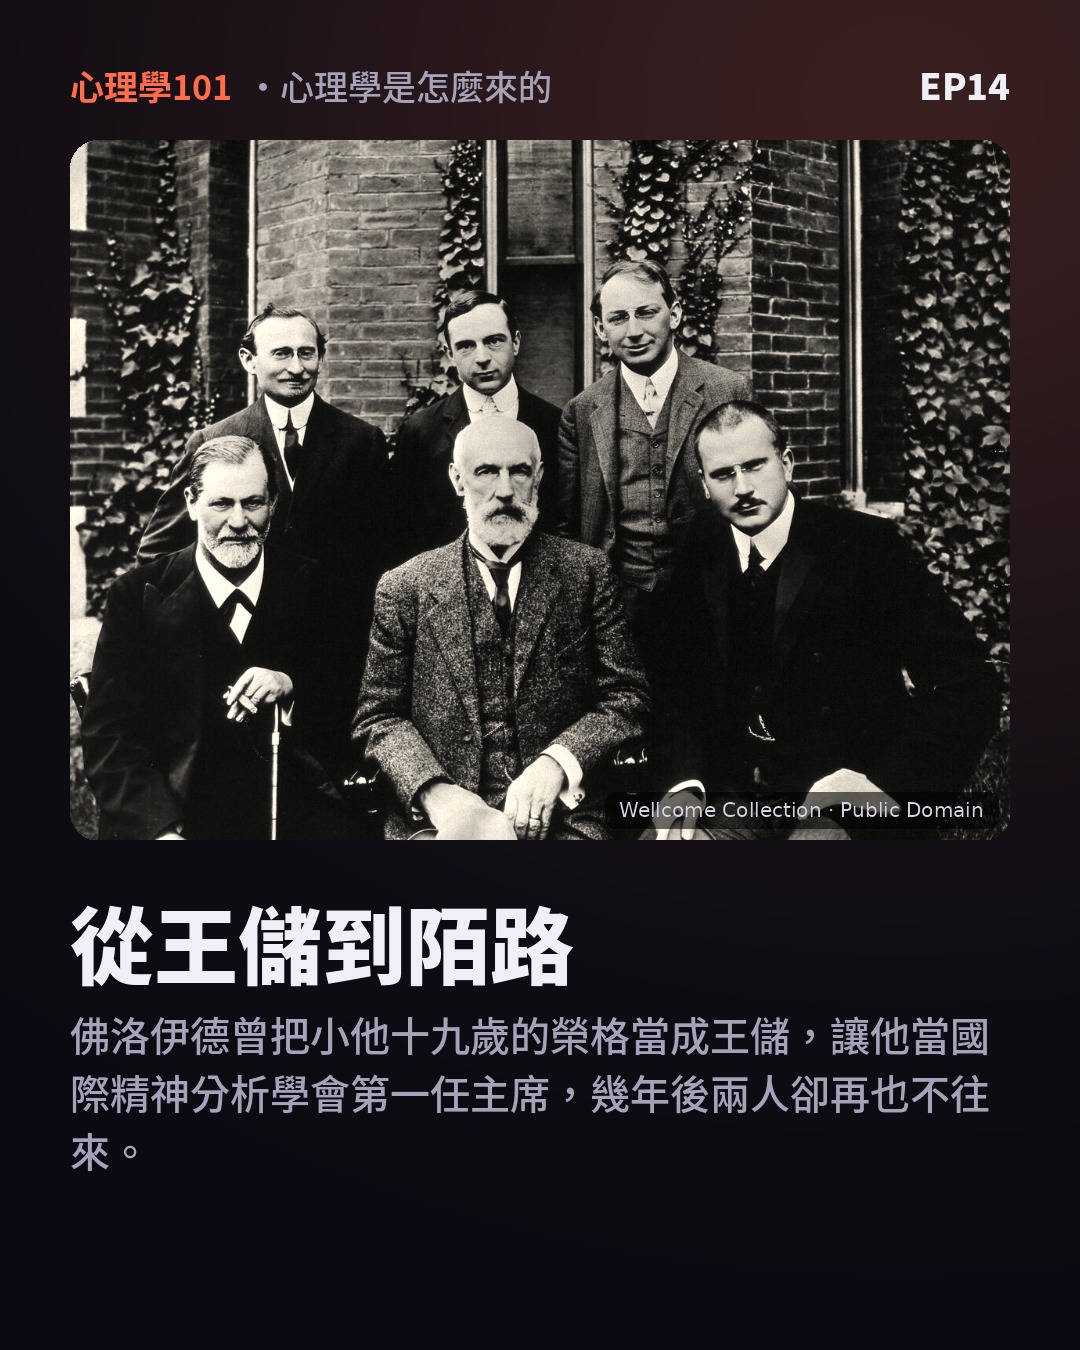 心理學101 ・心理學是怎麼來的
EP14
Wellcome Collection · Public Domain
從王儲到陌路
佛洛伊德曾把小他十九歲的榮格當成王儲，讓他當國
際精神分析學會第一任主席，幾年後兩人卻再也不往
來。